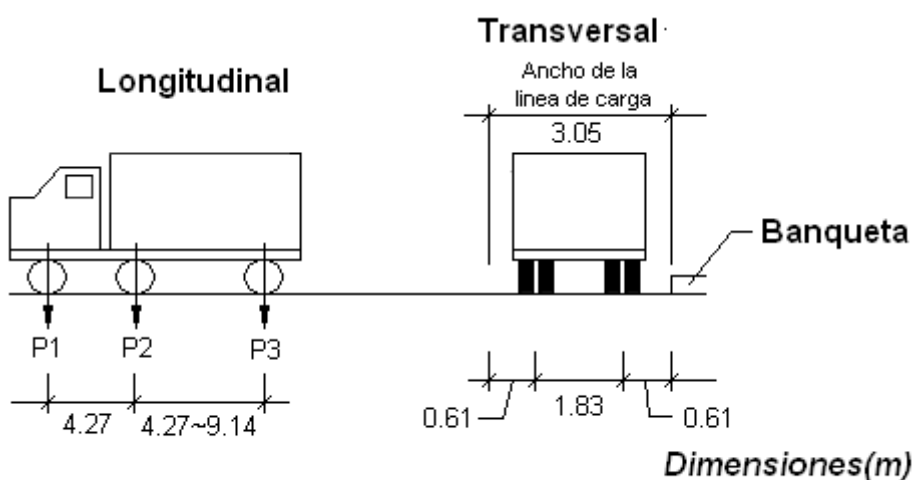 Transversal
Longitudinal
Ancho de la
linea de carga
3.05
Banqueta
P1
P2
P3
4.27
4.27~9.14
0.61
1.83
0.61
Dimensiones(m)